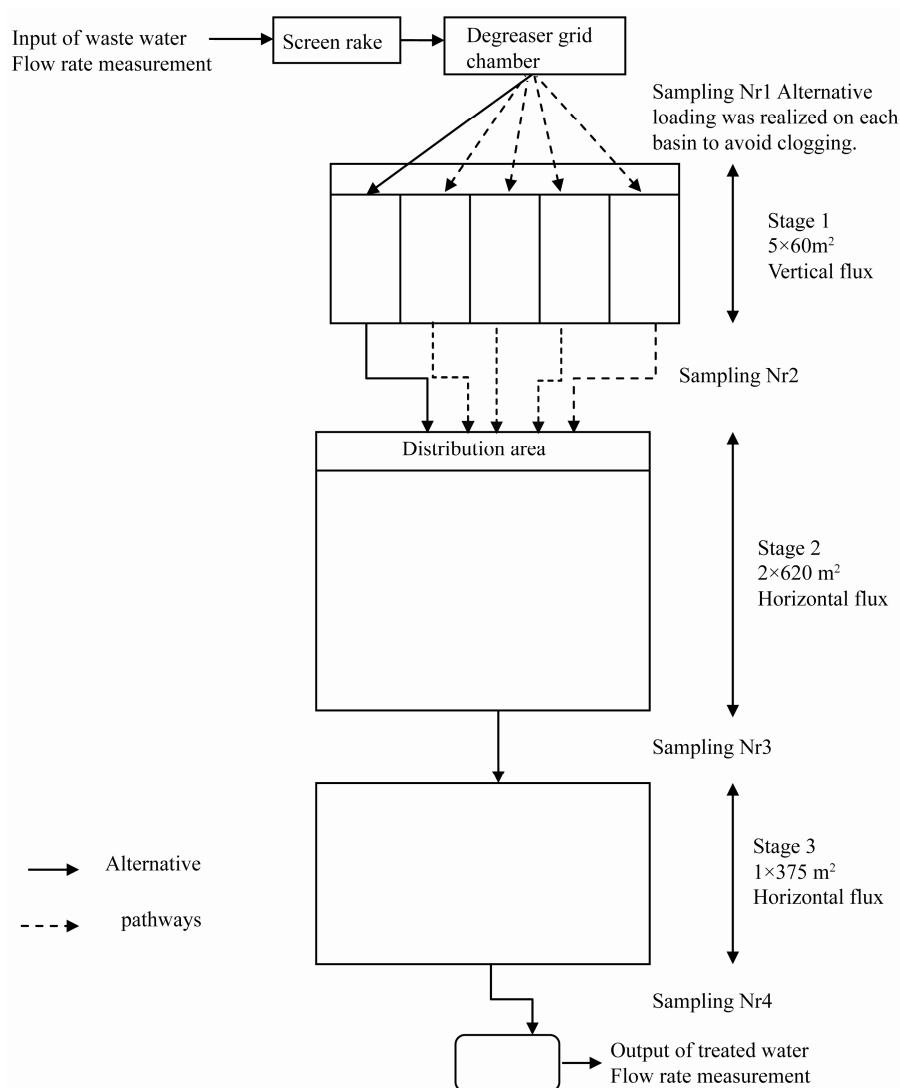 Input of waste water
Flow rate measurement
Screen rake
Degreaser grid
chamber
Sampling Nr1 Alternative
loading was realized on each
basin to avoid clogging.
Stage 1
5×60m²
Vertical flux
Sampling Nr2
Distribution area
Stage 2
2×620 m²
Horizontal flux
Sampling Nr3
Stage 3
1×375 m²
Horizontal flux
Alternative
pathways
Sampling Nr4
Output of treated water
Flow rate measurement